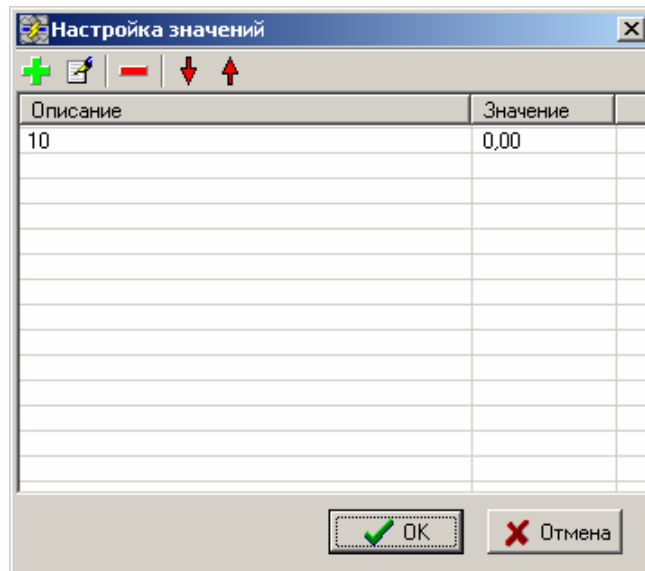 Настройка значений
Описание Значение
10 0,00
OK Отмена